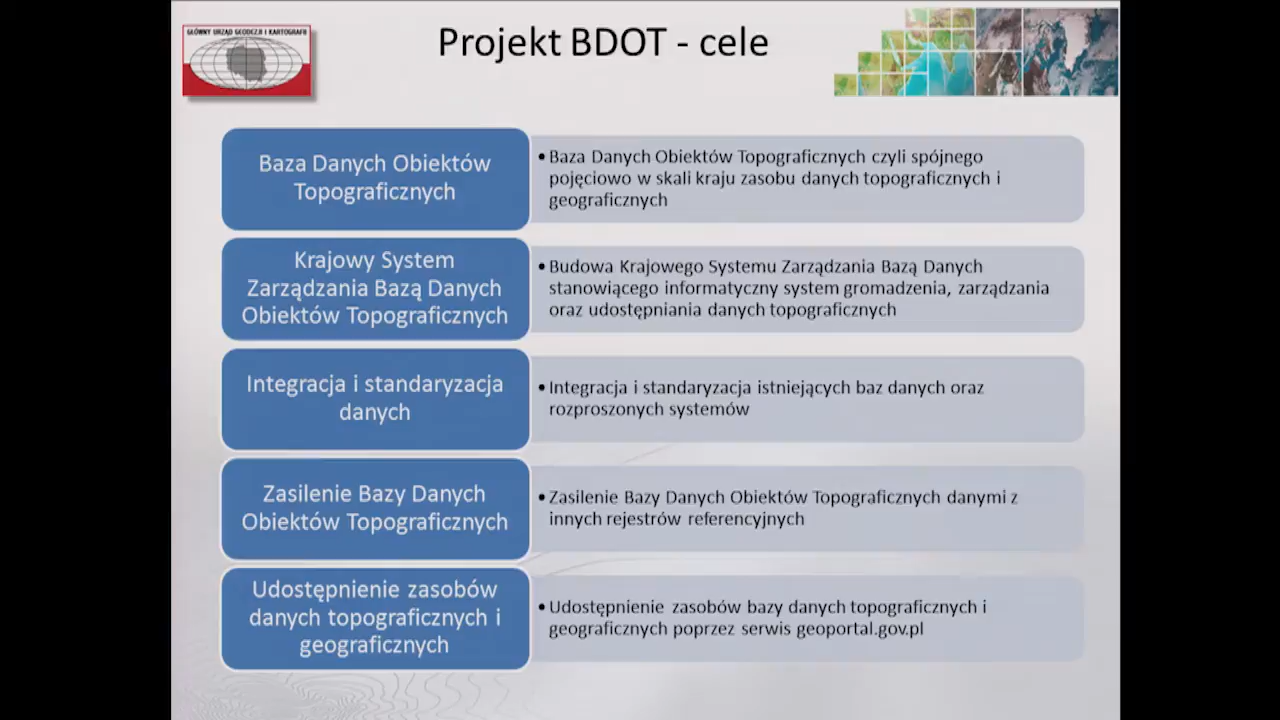 GŁÓWNY URZĄD GEODEZJI I KARTOGRAFII
Projekt BDOT - cele
Baza Danych Obiektów
Topograficznych
• Baza Danych Obiektów Topograficznych czyli spójnego
pojęciowo w skali kraju zasobu danych topograficznych i
geograficznych
Krajowy System
Zarządzania Bazą Danych
Obiektów Topograficznych
• Budowa Krajowego Systemu Zarządzania Bazą Danych
stanowiącego informatyczny system gromadzenia, zarządzania
oraz udostępniania danych topograficznych
Integracja i standaryzacja
danych
• Integracja i standaryzacja istniejących baz danych oraz
rozproszonych systemów
Zasilenie Bazy Danych
Obiektów Topograficznych
• Zasilenie Bazy Danych Obiektów Topograficznych danymi z
innych rejestrów referencyjnych
Udostępnienie zasobów
danych topograficznych i
geograficznych
• Udostępnienie zasobów bazy danych topograficznych i
geograficznych poprzez serwis geoportal.gov.pl